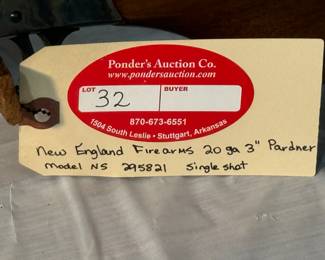 Ponder's Auction Co.
www.pondersauction.com
LOT
BUYER
32
870-673-6551
1504 South Leslie • Stuttgart, Arkansas
New England Firearms 20 ga 3" Pardner
Model NS 295821 Single shot